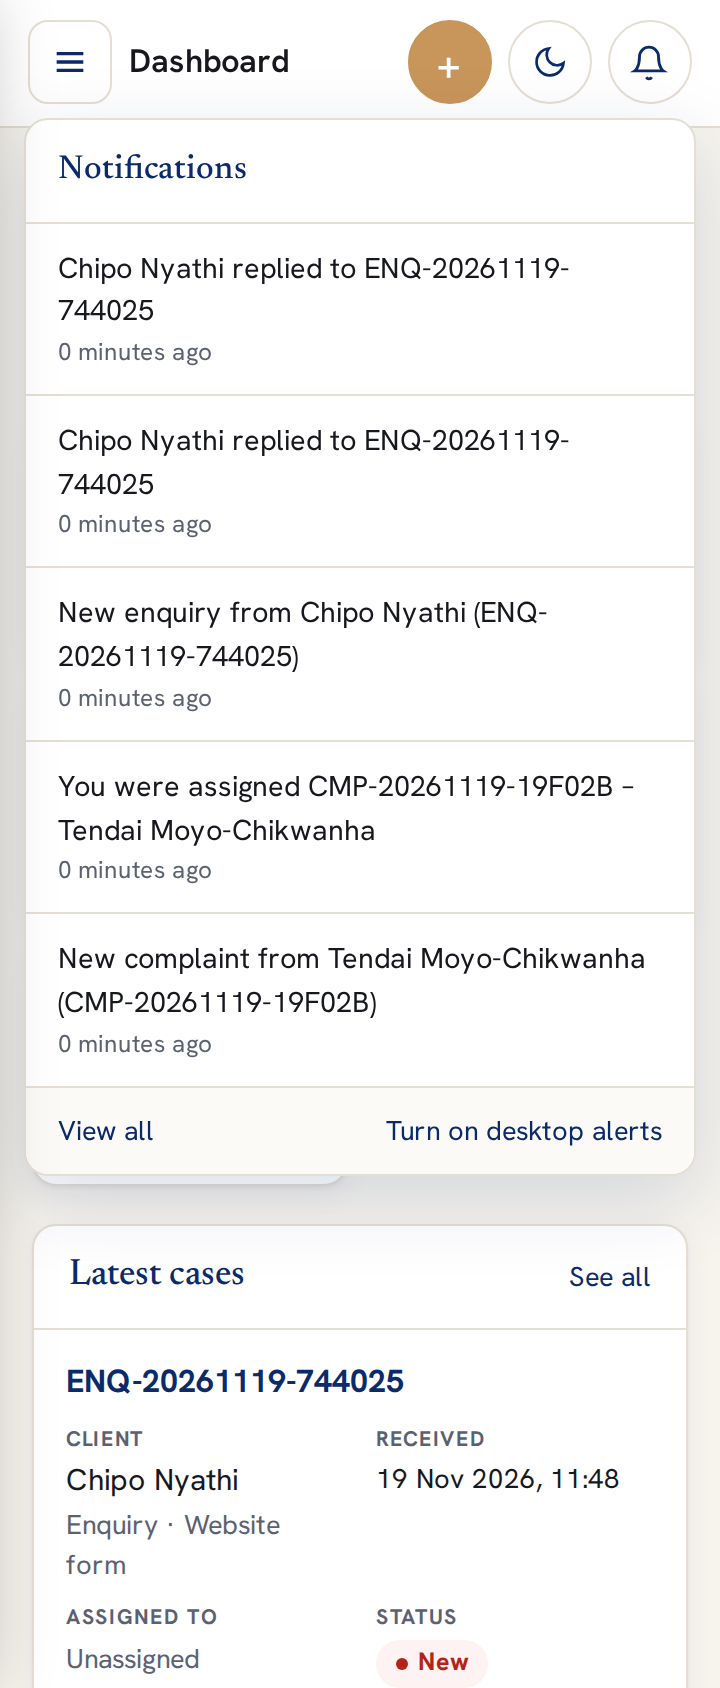 Dashboard
+
Notifications
Chipo Nyathi replied to ENQ-20261119-
744025
0 minutes ago
Chipo Nyathi replied to ENQ-20261119-
744025
0 minutes ago
New enquiry from Chipo Nyathi (ENQ-
20261119-744025)
0 minutes ago
You were assigned CMP-20261119-19F02B –
Tendai Moyo-Chikwanha
0 minutes ago
New complaint from Tendai Moyo-Chikwanha
(CMP-20261119-19F02B)
0 minutes ago
View all Turn on desktop alerts
Latest cases See all
ENQ-20261119-744025
CLIENT RECEIVED
Chipo Nyathi 19 Nov 2026, 11:48
Enquiry · Website
form
ASSIGNED TO STATUS
Unassigned New